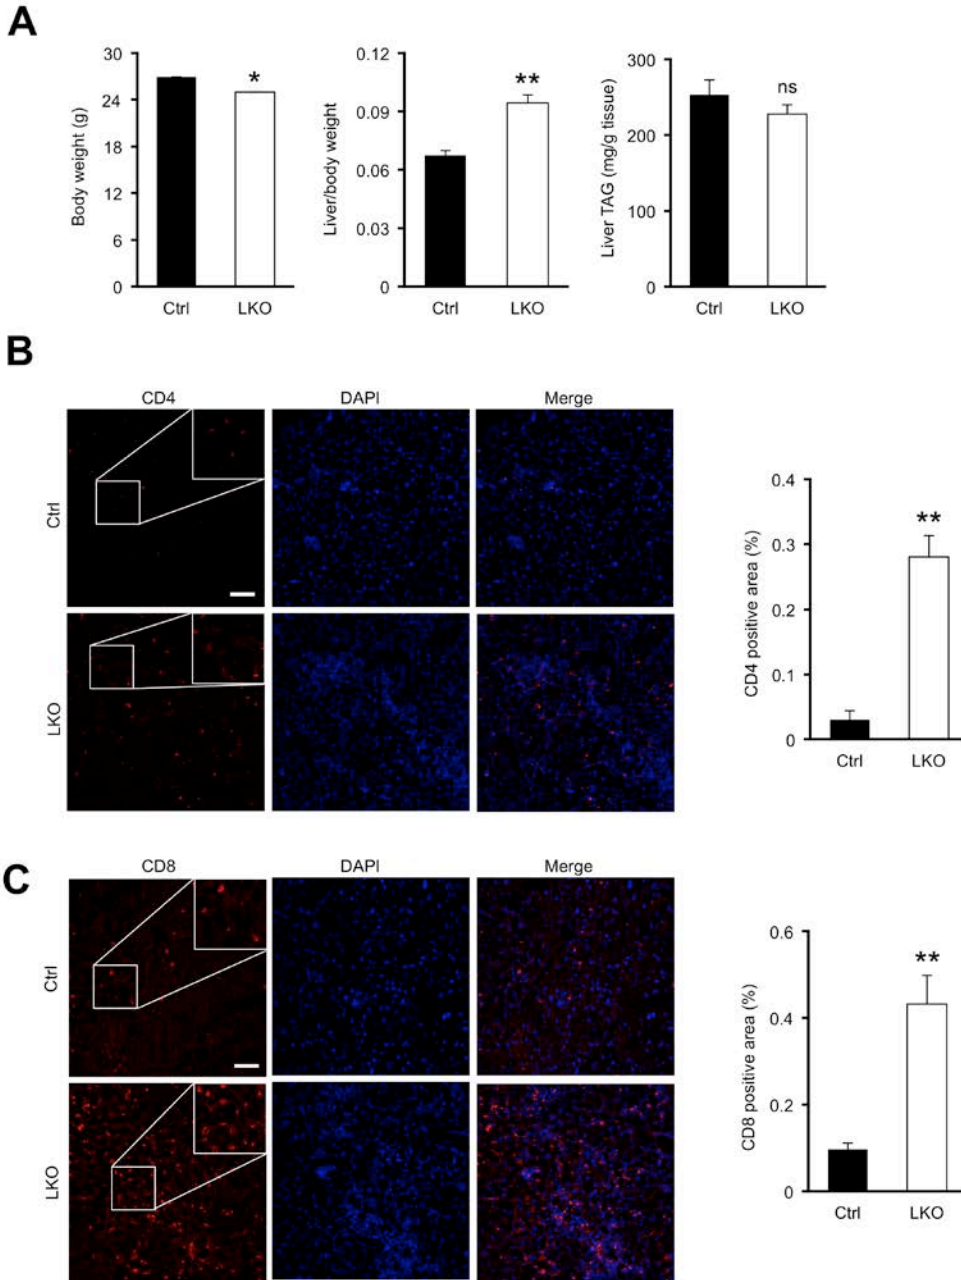 A
Body weight (g)
30
24
18
12
6
0
*
Ctrl LKO
Liver/body weight
0.12
0.09
0.06
0.03
0
**
Ctrl LKO
Liver TAG (mg/g tissue)
300
200
100
0
ns
Ctrl LKO
B
CD4 DAPI Merge
Ctrl
LKO
CD4 positive area (%)
0.4
0.3
0.2
0.1
0
**
Ctrl LKO
C
CD8 DAPI Merge
Ctrl
LKO
CD8 positive area (%)
0.6
0.4
0.2
0
**
Ctrl LKO